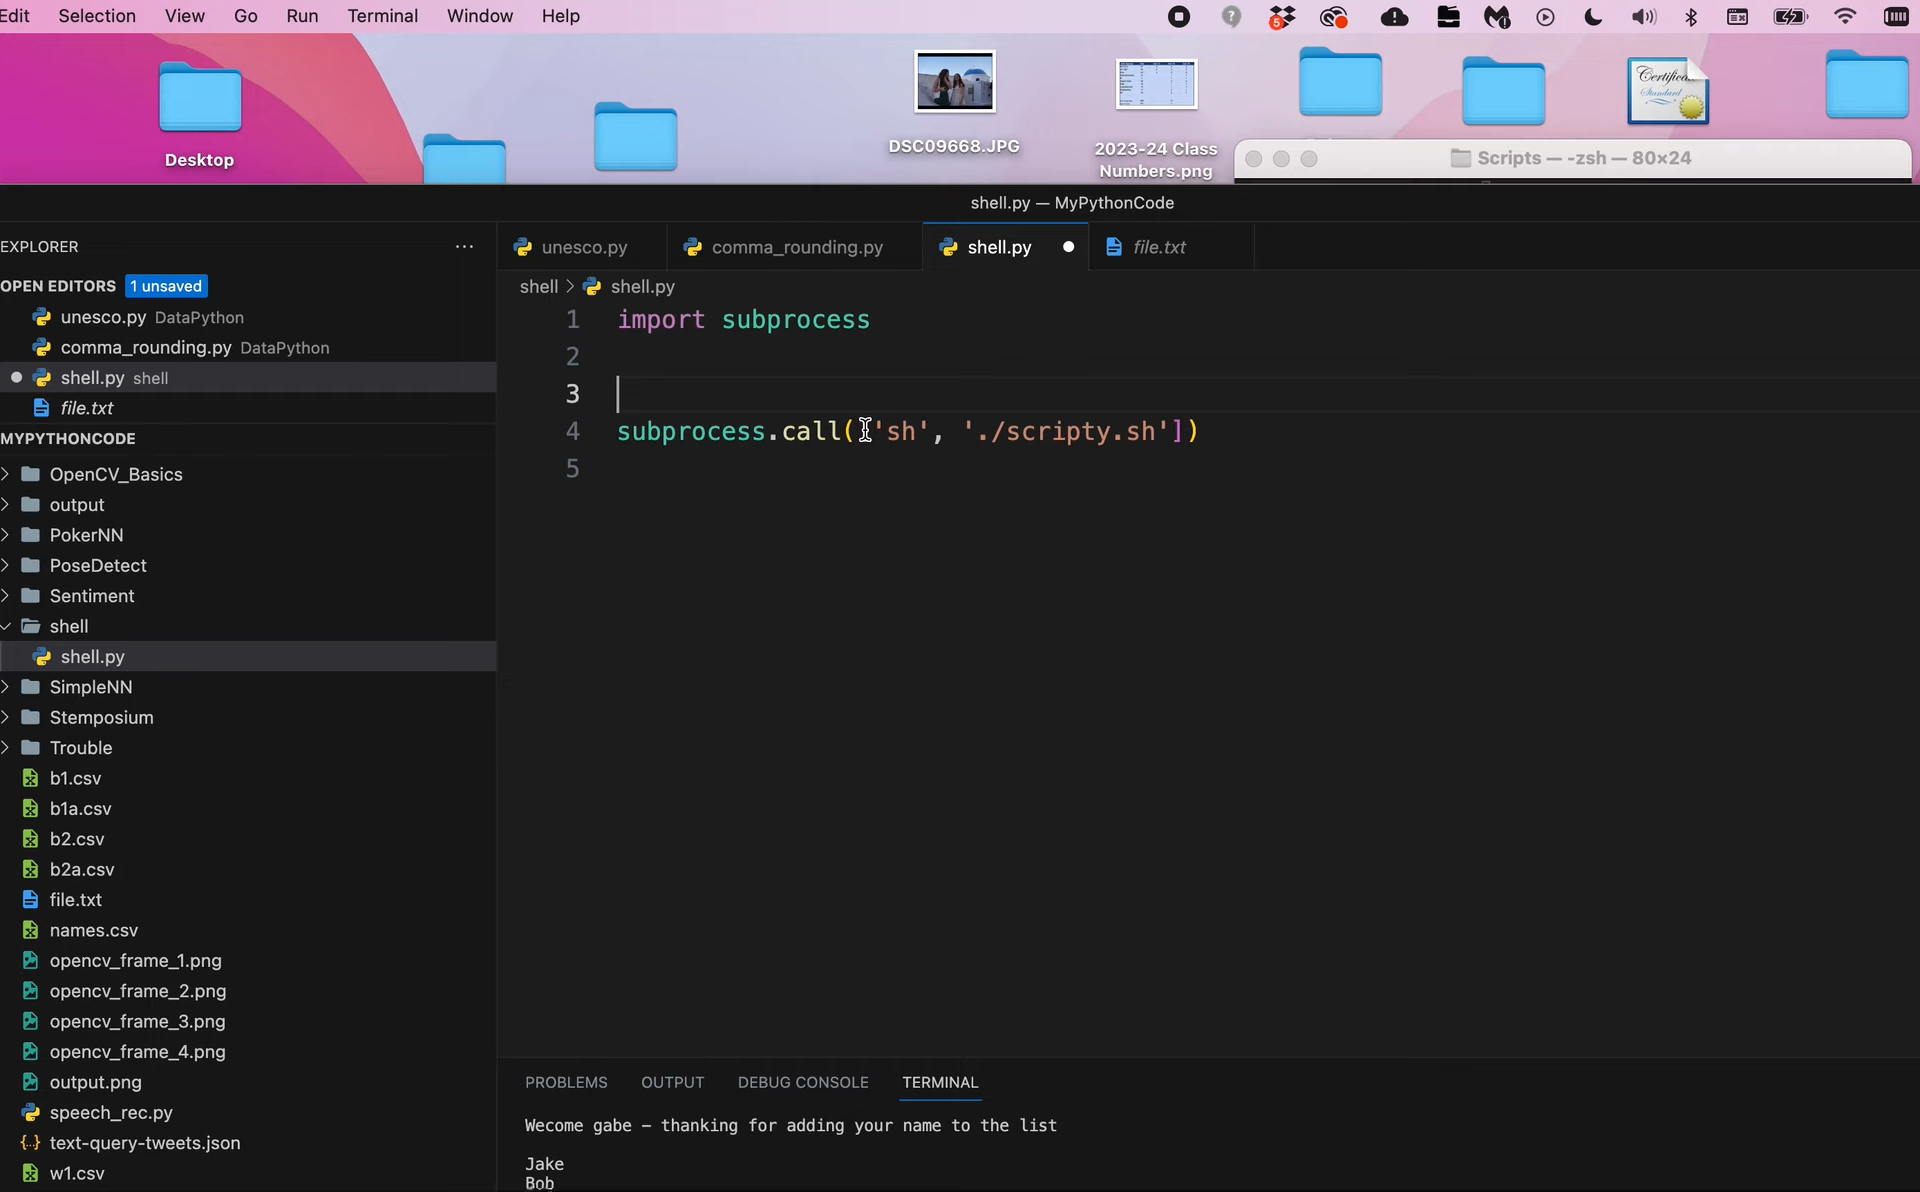 Edit Selection View Go Run Terminal Window Help
5
Desktop
DSC09668.JPG
2023-24 Class
Numbers.png
Certificate
Standard
Scripts — -zsh — 80×24
shell.py — MyPythonCode
EXPLORER
unesco.py
comma_rounding.py
shell.py
file.txt
OPEN EDITORS 1 unsaved
unesco.py DataPython
comma_rounding.py DataPython
shell.py shell
file.txt
MYPYTHONCODE
OpenCV_Basics
output
PokerNN
PoseDetect
Sentiment
shell
shell.py
SimpleNN
Stemposium
Trouble
b1.csv
b1a.csv
b2.csv
b2a.csv
file.txt
names.csv
opencv_frame_1.png
opencv_frame_2.png
opencv_frame_3.png
opencv_frame_4.png
output.png
speech_rec.py
text-query-tweets.json
w1.csv
shell > shell.py
1 import subprocess
2
3
4 subprocess.call(['sh', './scripty.sh'])
5
PROBLEMS OUTPUT DEBUG CONSOLE TERMINAL
Wecome gabe – thanking for adding your name to the list
Jake
Bob